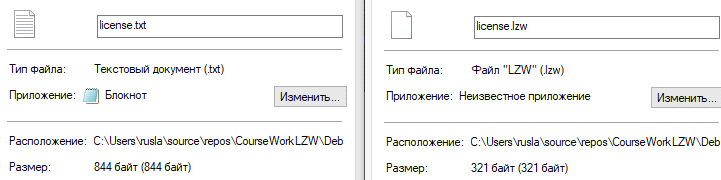 license.txt
Тип файла: Текстовый документ (.txt)
Приложение: Блокнот Изменить...
Расположение: C:\Users\rusla\source\repos\CourseWorkLZW\Deb
Размер: 844 байт (844 байт)
license.lzw
Тип файла: Файл "LZW" (.lzw)
Приложение: Неизвестное приложение Изменить...
Расположение: C:\Users\rusla\source\repos\CourseWorkLZW\Deb
Размер: 321 байт (321 байт)